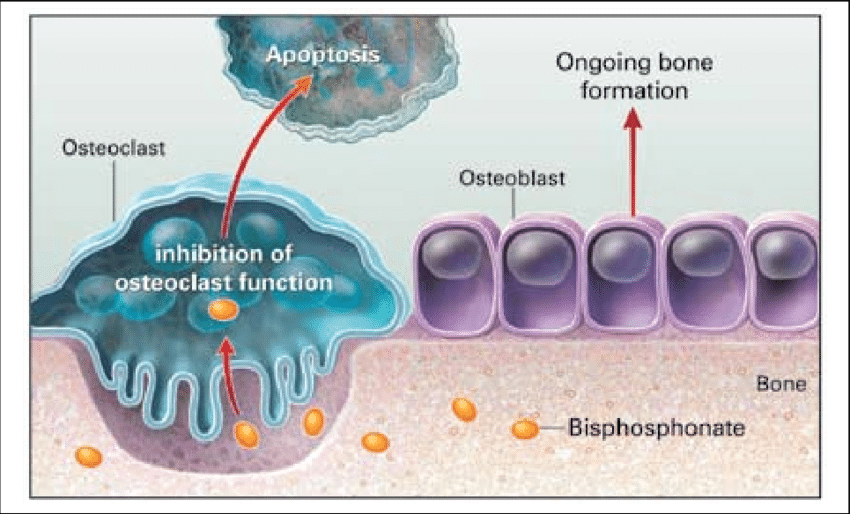 Apoptosis
Ongoing bone
formation
Osteoclast
Osteoblast
inhibition of
osteoclast function
Bone
Bisphosphonate